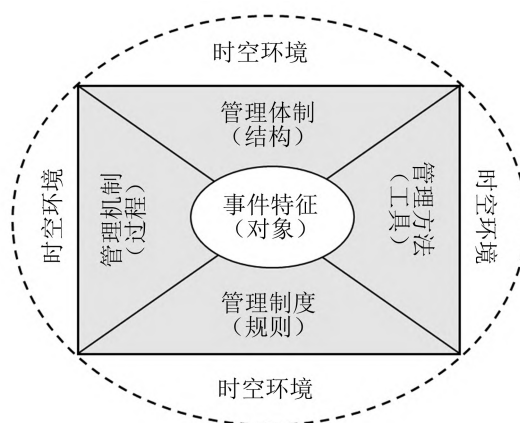 时空环境
管理体制
（结构）
时空环境
管理机制
（过程）
事件特征
（对象）
管理方法
（工具）
时空环境
管理制度
（规则）
时空环境